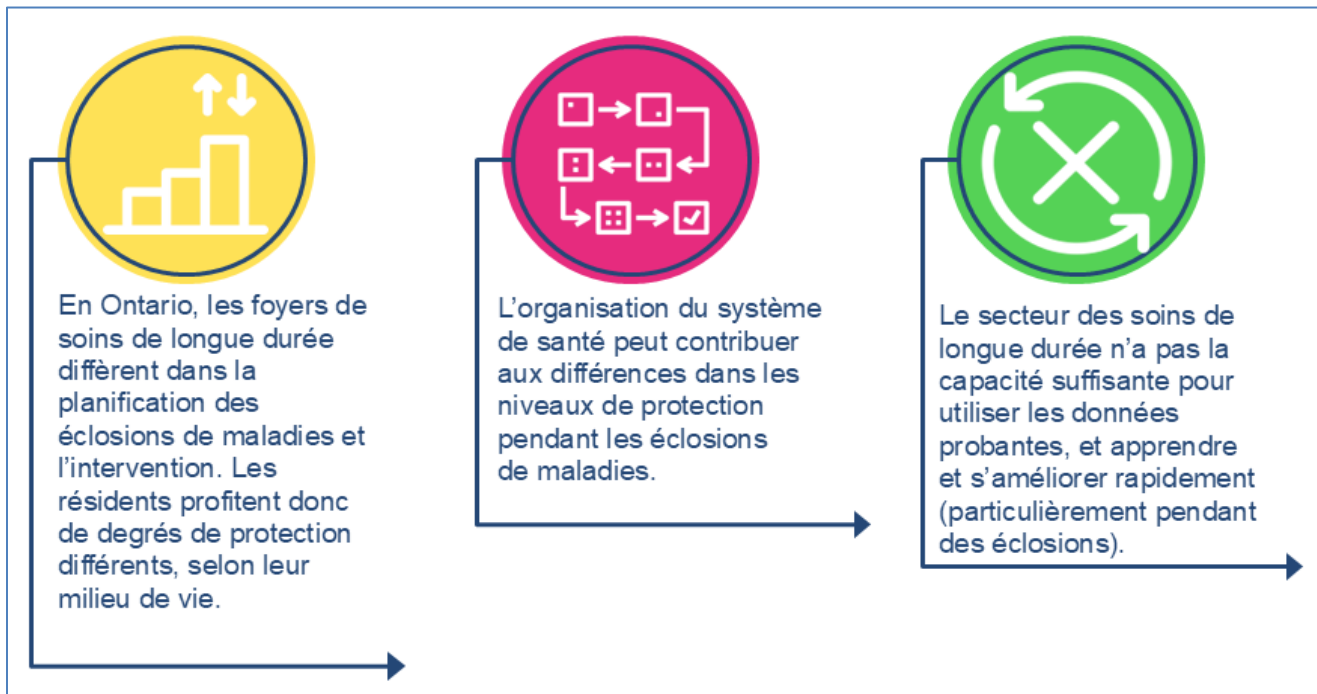 En Ontario, les foyers de
soins de longue durée
diffèrent dans la
planification des
éclosions de maladies et
l’intervention. Les
résidents profitent donc
de degrés de protection
différents, selon leur
milieu de vie.
L’organisation du système
de santé peut contribuer
aux différences dans les
niveaux de protection
pendant les éclosions
de maladies.
Le secteur des soins de
longue durée n’a pas la
capacité suffisante pour
utiliser les données
probantes, et apprendre
et s’améliorer rapidement
(particulièrement pendant
des éclosions).